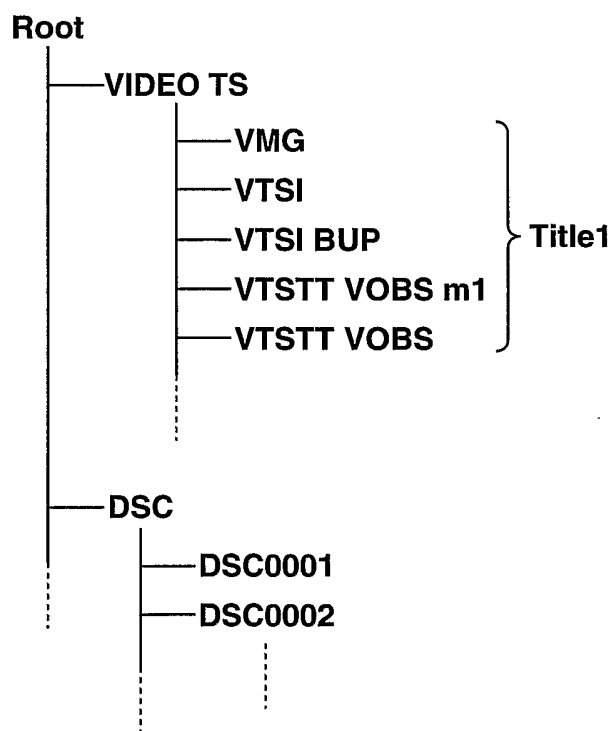 Root
VIDEO TS
VMG
VTSI
VTSI BUP
Title1
VTSTT VOBS m1
VTSTT VOBS
DSC
DSC0001
DSC0002